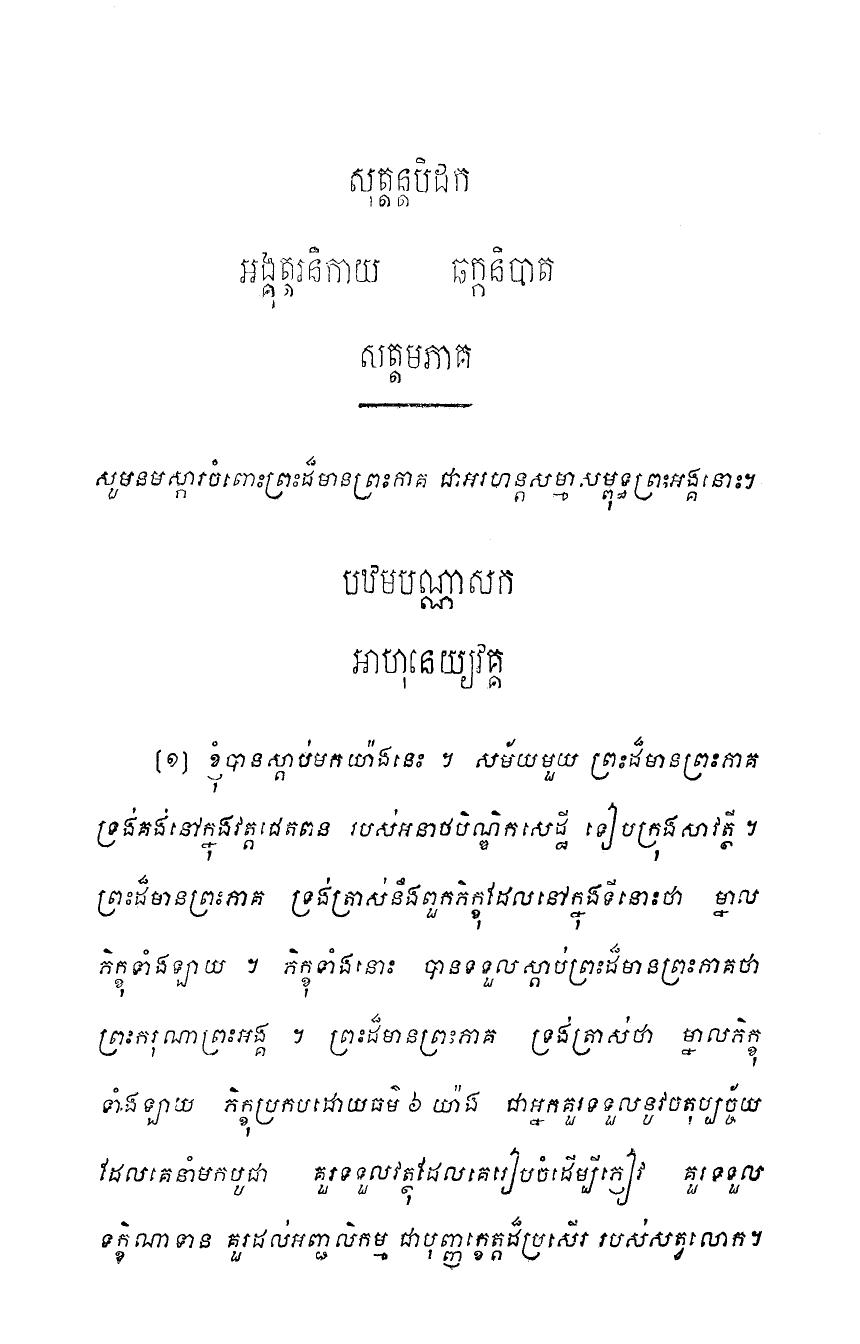 សុត្តន្តបិដក
អង្គុត្តរនិកាយ ឆក្កនិបាត
សត្តមភាគ
សូមនមស្ការចំពោះព្រះដ៏មានព្រះភាគ ជាអរហន្តសម្មាសម្ពុទ្ធព្រះអង្គនោះ។
បឋមបណ្ណាសក
អាហុនេយ្យវគ្គ
[១] ខ្ញុំបានស្តាប់មកយ៉ាងនេះ ។ សម័យមួយ ព្រះដ៏មានព្រះភាគ
ទ្រង់គង់នៅក្នុងវត្តជេតពន របស់អនាថបិណ្ឌិកសេដ្ឋី ទៀបក្រុងសាវត្ថី ។
ព្រះដ៏មានព្រះភាគ ទ្រង់ត្រាស់នឹងពួកភិក្ខុដែលនៅក្នុងទីនោះថា ម្នាល
ភិក្ខុទាំងឡាយ ។ ភិក្ខុទាំងនោះ បានទទួលស្តាប់ព្រះដ៏មានព្រះភាគថា
ព្រះករុណាព្រះអង្គ ។ ព្រះដ៏មានព្រះភាគ ទ្រង់ត្រាស់ថា ម្នាលភិក្ខុ
ទាំងឡាយ ភិក្ខុប្រកបដោយធម៌ ៦ យ៉ាង ជាអ្នកគួរទទួលនូវចតុប្បច្ច័យ
ដែលគេនាំមកបូជា គួរទទួលវត្ថុដែលគេរៀបចំដើម្បីភ្ញៀវ គួរទទួល
ទក្ខិណាទាន គួរដល់អញ្ជលិកម្ម ជាបុញ្ញក្ខេត្តដ៏ប្រសើរ របស់សត្វលោក។